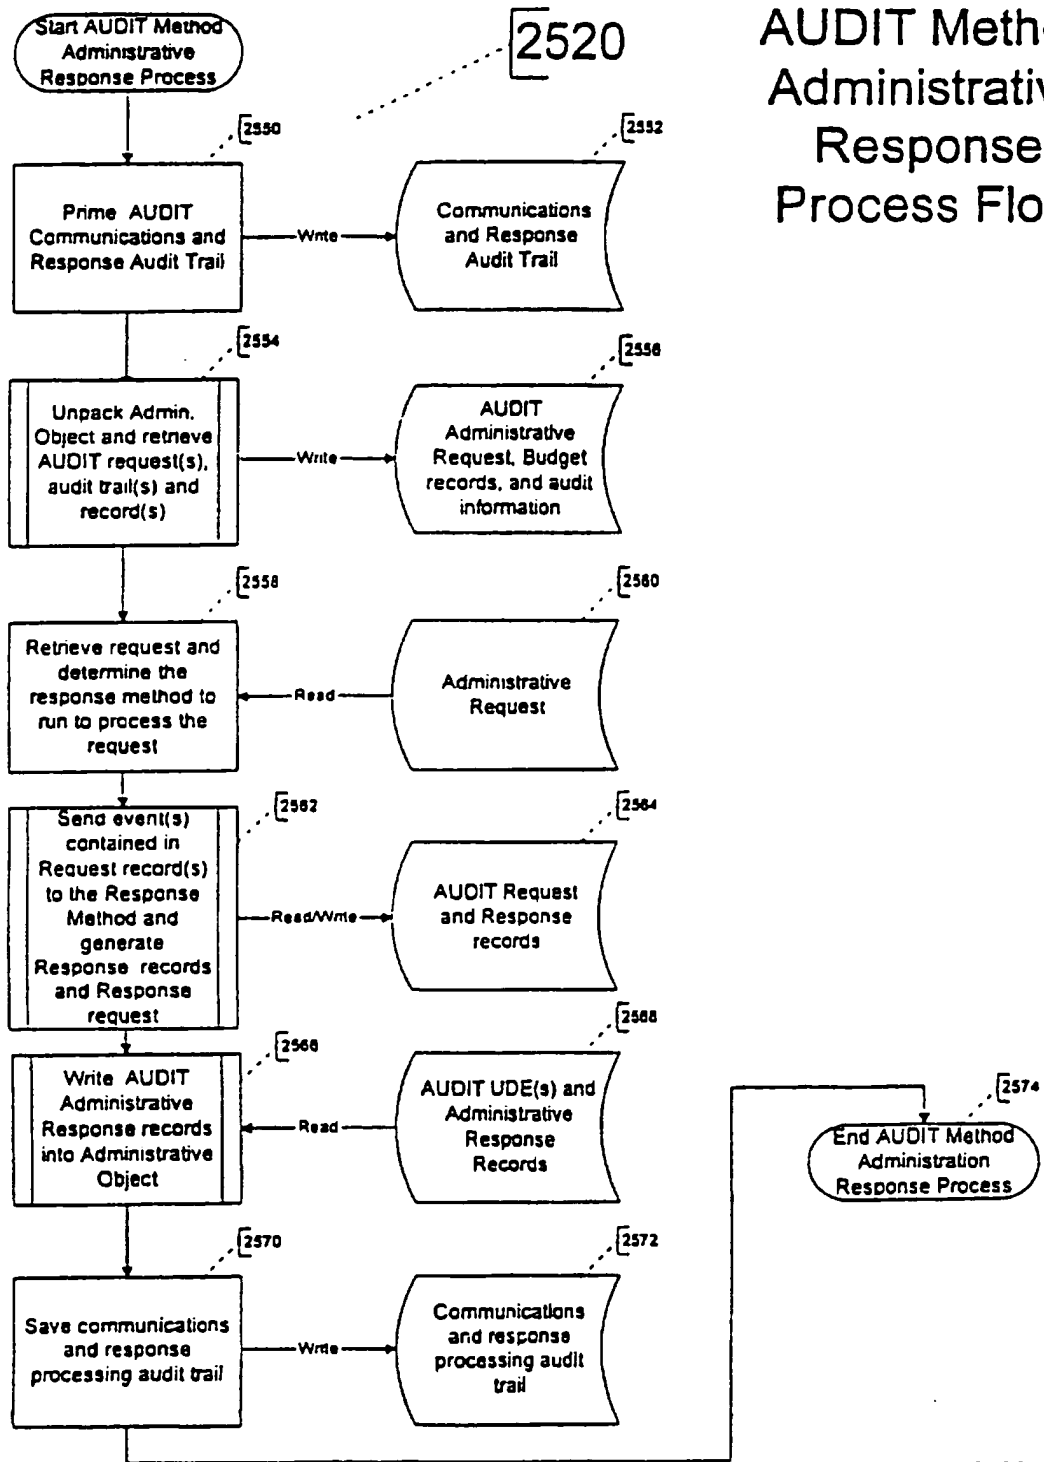 Start AUDIT Method
Administrative
Response Process
2520
AUDIT Meth
Administrativ
Response
Process Flo
2550
Prime AUDIT
Communications and
Response Audit Trail
Write
2552
Communications
and Response
Audit Trail
2554
Unpack Admin.
Object and retrieve
AUDIT request(s),
audit trail(s) and
record(s)
Write
2556
AUDIT
Administrative
Request, Budget
records, and audit
information
2558
Retrieve request and
determine the
response method to
run to process the
request
Read
2560
Administrative
Request
2562
Send event(s)
contained in
Request record(s)
to the Response
Method and
generate
Response records
and Response
request
Read/Write
2564
AUDIT Request
and Response
records
2566
Write AUDIT
Administrative
Response records
into Administrative
Object
Read
2568
AUDIT UDE(s) and
Administrative
Response
Records
2574
End AUDIT Method
Administration
Response Process
2570
Save communications
and response
processing audit trail
Write
2572
Communications
and response
processing audit
trail